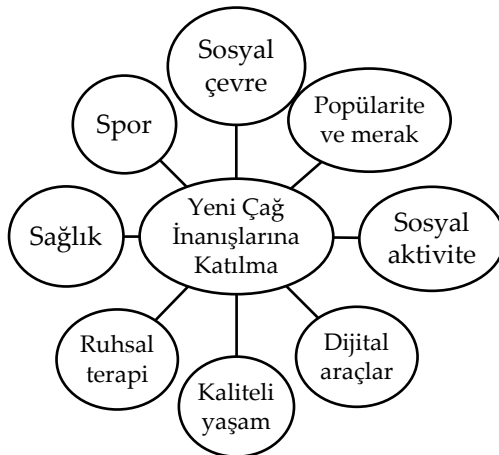 Sosyal
çevre
Popülarite
ve merak
Spor
Yeni Çağ
İnanışlarına
Katılma
Sağlık
Sosyal
aktivite
Ruhsal
terapi
Dijital
araçlar
Kaliteli
yaşam